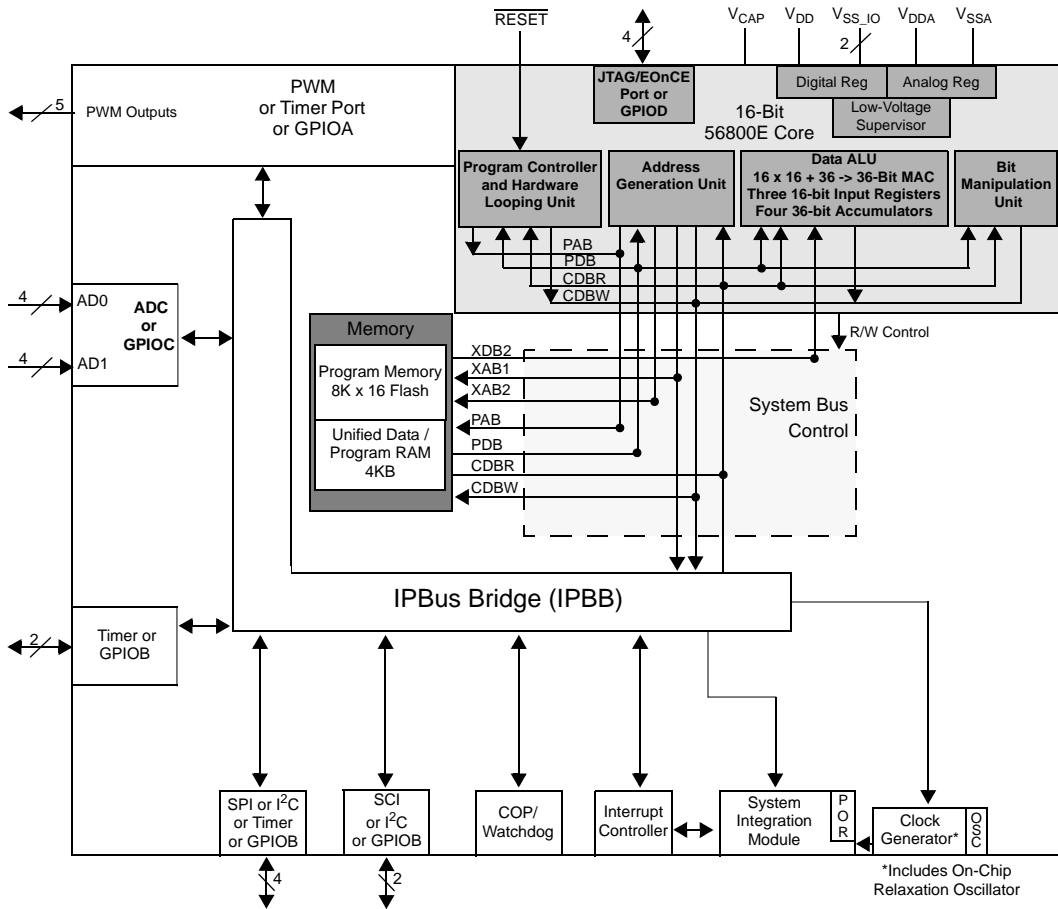 RESET
4
VCAP
VDD
VSS_IO
VDDA
VSSA
2
JTAG/EOnCE
Port or
GPIOD
Digital Reg
Analog Reg
Low-Voltage
Supervisor
16-Bit
56800E Core
PWM
or Timer Port
or GPIOA
5
PWM Outputs
Program Controller
and Hardware
Looping Unit
Address
Generation Unit
Data ALU
16 x 16 + 36 -> 36-Bit MAC
Three 16-bit Input Registers
Four 36-bit Accumulators
Bit
Manipulation
Unit
PAB
PDB
CDBR
CDBW
4
AD0
ADC
or
GPIOC
4
AD1
R/W Control
Memory
Program Memory
8K x 16 Flash
Unified Data /
Program RAM
4KB
XDB2
XAB1
XAB2
PAB
PDB
CDBR
CDBW
System Bus
Control
IPBus Bridge (IPBB)
2
Timer or
GPIOB
SPI or I2C
or Timer
or GPIOB
4
SCI
or I2C
or GPIOB
2
COP/
Watchdog
Interrupt
Controller
System
Integration
Module
POR
Clock
Generator*
OSC
*Includes On-Chip
Relaxation Oscillator